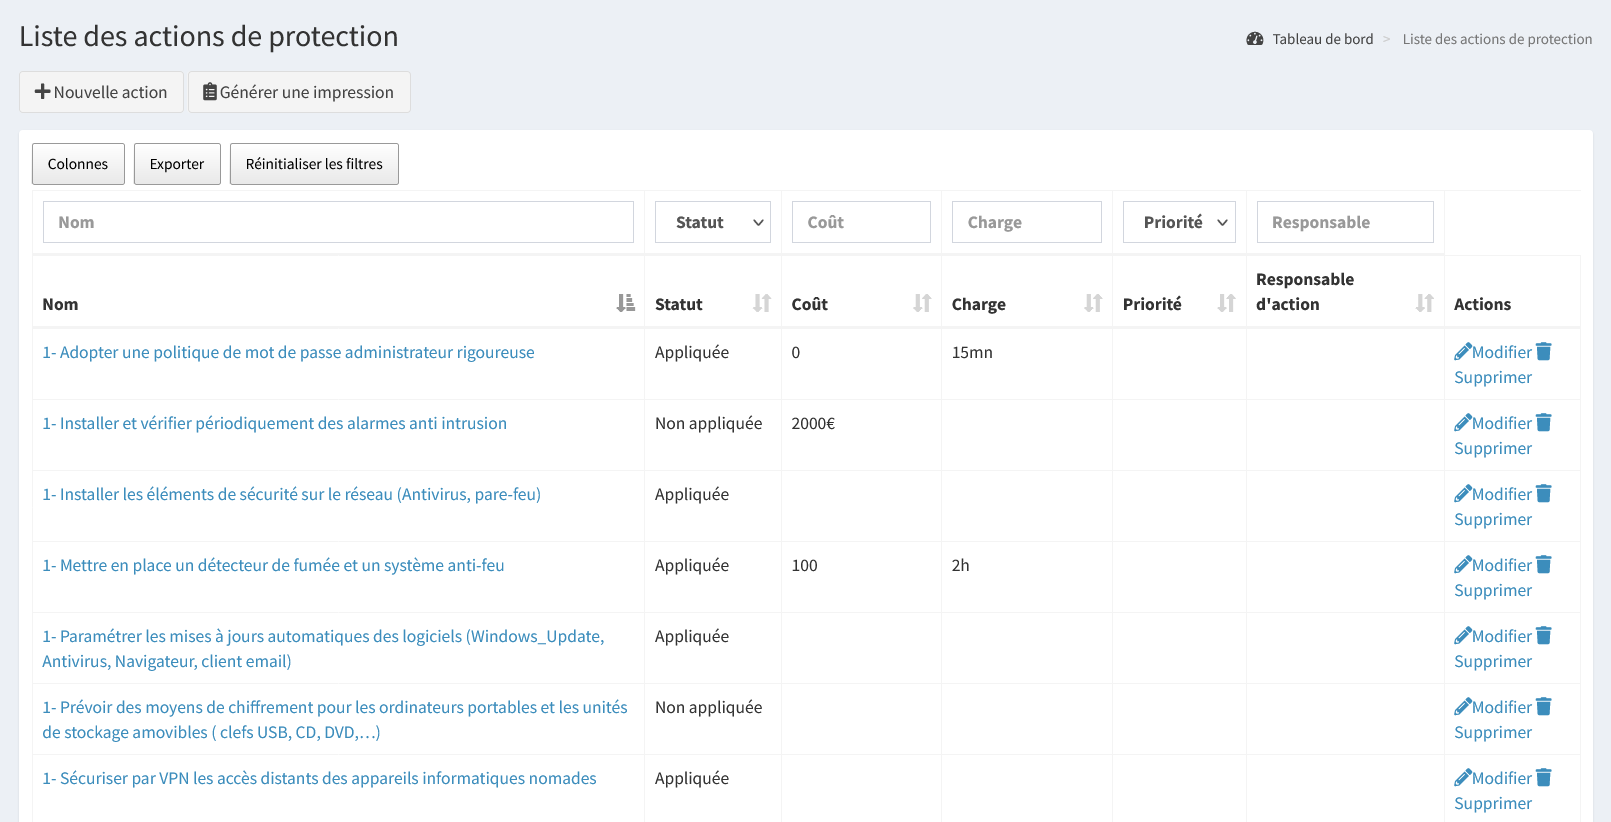 Liste des actions de protection
Tableau de bord > Liste des actions de protection
Nouvelle action
Générer une impression
Colonnes
Exporter
Réinitialiser les filtres
Nom
Statut
Coût
Charge
Priorité
Responsable
Nom
Statut
Coût
Charge
Priorité
Responsable
d'action
Actions
1- Adopter une politique de mot de passe administrateur rigoureuse
Appliquée
0
15mn
Modifier
Supprimer
1- Installer et vérifier périodiquement des alarmes anti intrusion
Non appliquée
2000€
Modifier
Supprimer
1- Installer les éléments de sécurité sur le réseau (Antivirus, pare-feu)
Appliquée
Modifier
Supprimer
1- Mettre en place un détecteur de fumée et un système anti-feu
Appliquée
100
2h
Modifier
Supprimer
1- Paramétrer les mises à jours automatiques des logiciels (Windows_Update,
Antivirus, Navigateur, client email)
Appliquée
Modifier
Supprimer
1- Prévoir des moyens de chiffrement pour les ordinateurs portables et les unités
de stockage amovibles ( clefs USB, CD, DVD,…)
Non appliquée
Modifier
Supprimer
1- Sécuriser par VPN les accès distants des appareils informatiques nomades
Appliquée
Modifier
Supprimer